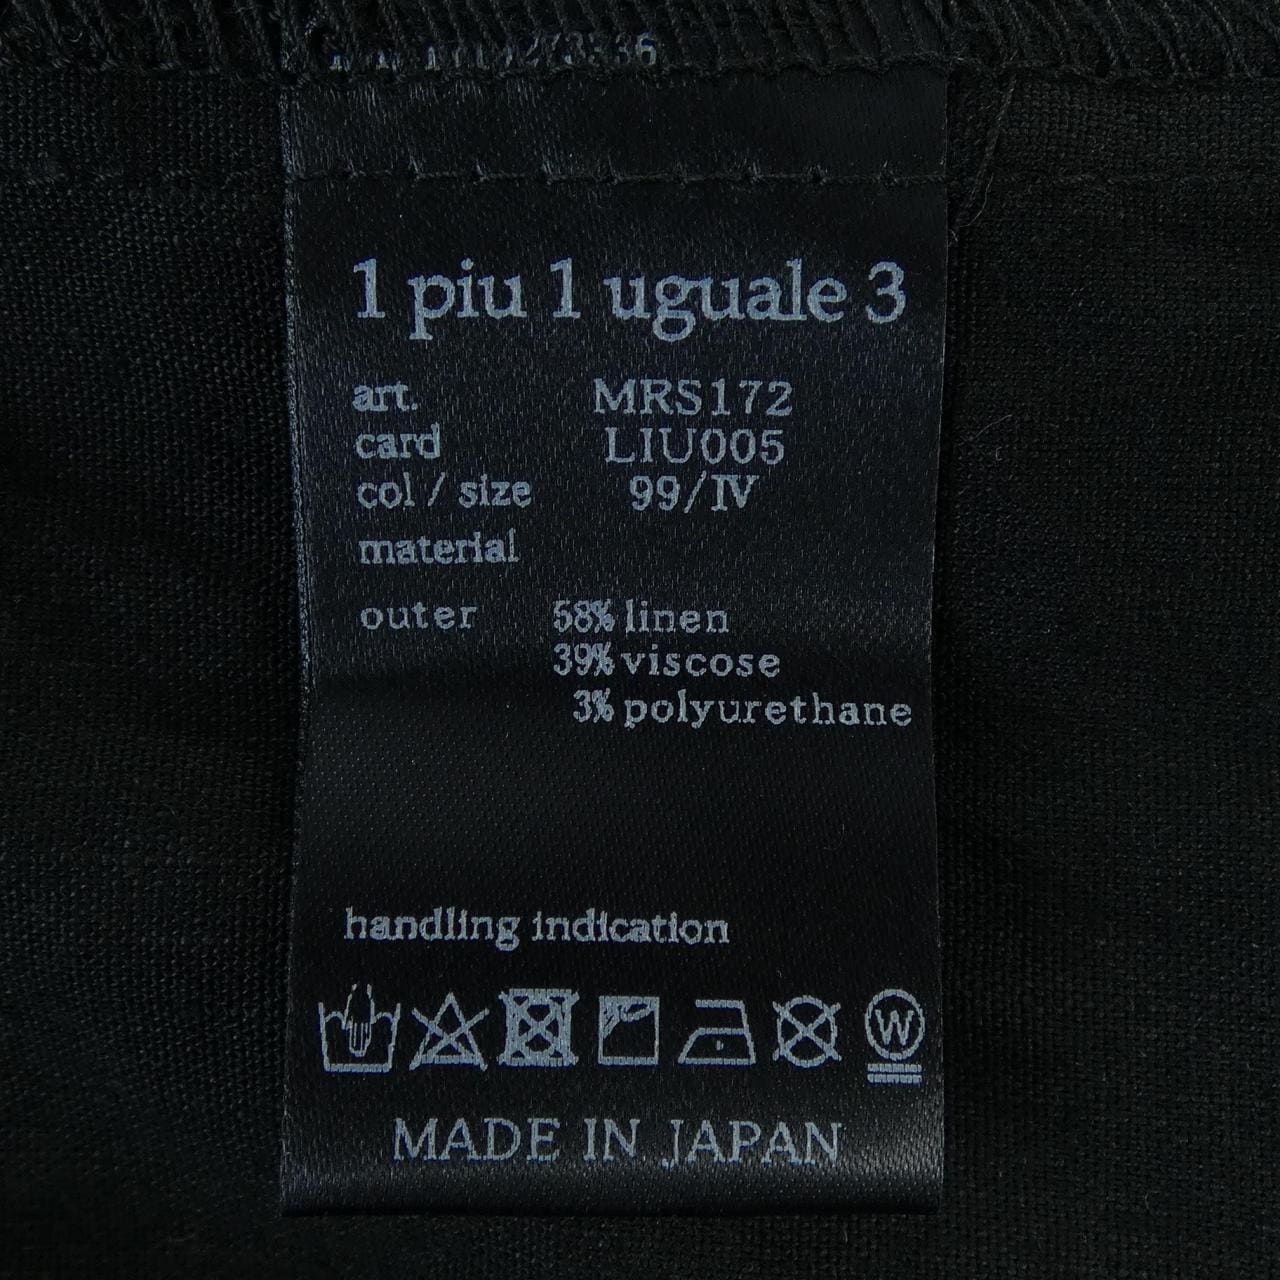 1 piu 1 uguale 3
art. MRS172
card LIU005
col / size 99/IV
material
outer 58% linen
39% viscose
3% polyurethane
handling indication
W
MADE IN JAPAN